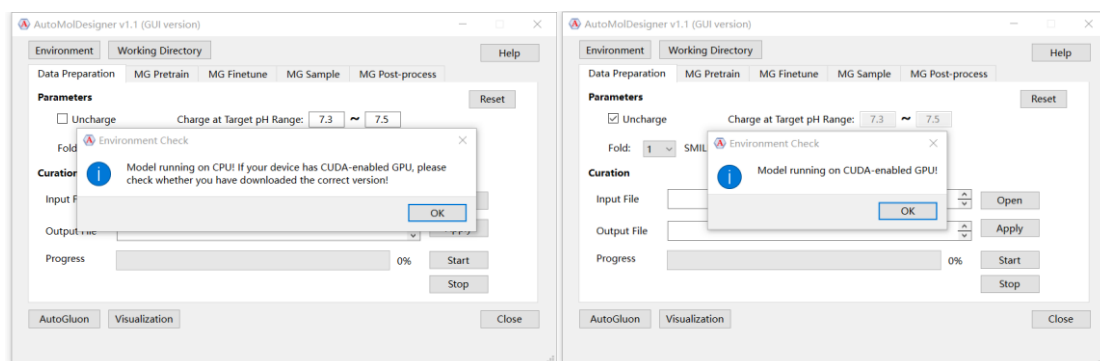 AutoMolDesigner v1.1 (GUI version)
Environment Working Directory Help
Data Preparation MG Pretrain MG Finetune MG Sample MG Post-process
Parameters Reset
Uncharge Charge at Target pH Range: 7.3 ~ 7.5
Fold
Environment Check
Model running on CPU! If your device has CUDA-enabled GPU, please
check whether you have downloaded the correct version!
OK
Curation
Input F
Output File
Progress 0% Start
Stop
AutoGluon Visualization Close
AutoMolDesigner v1.1 (GUI version)
Environment Working Directory Help
Data Preparation MG Pretrain MG Finetune MG Sample MG Post-process
Parameters Reset
Uncharge Charge at Target pH Range: 7.3 ~ 7.5
Fold: 1 SMIL
Environment Check
Model running on CUDA-enabled GPU!
OK
Curation
Input File Open
Output File Apply
Progress 0% Start
Stop
AutoGluon Visualization Close